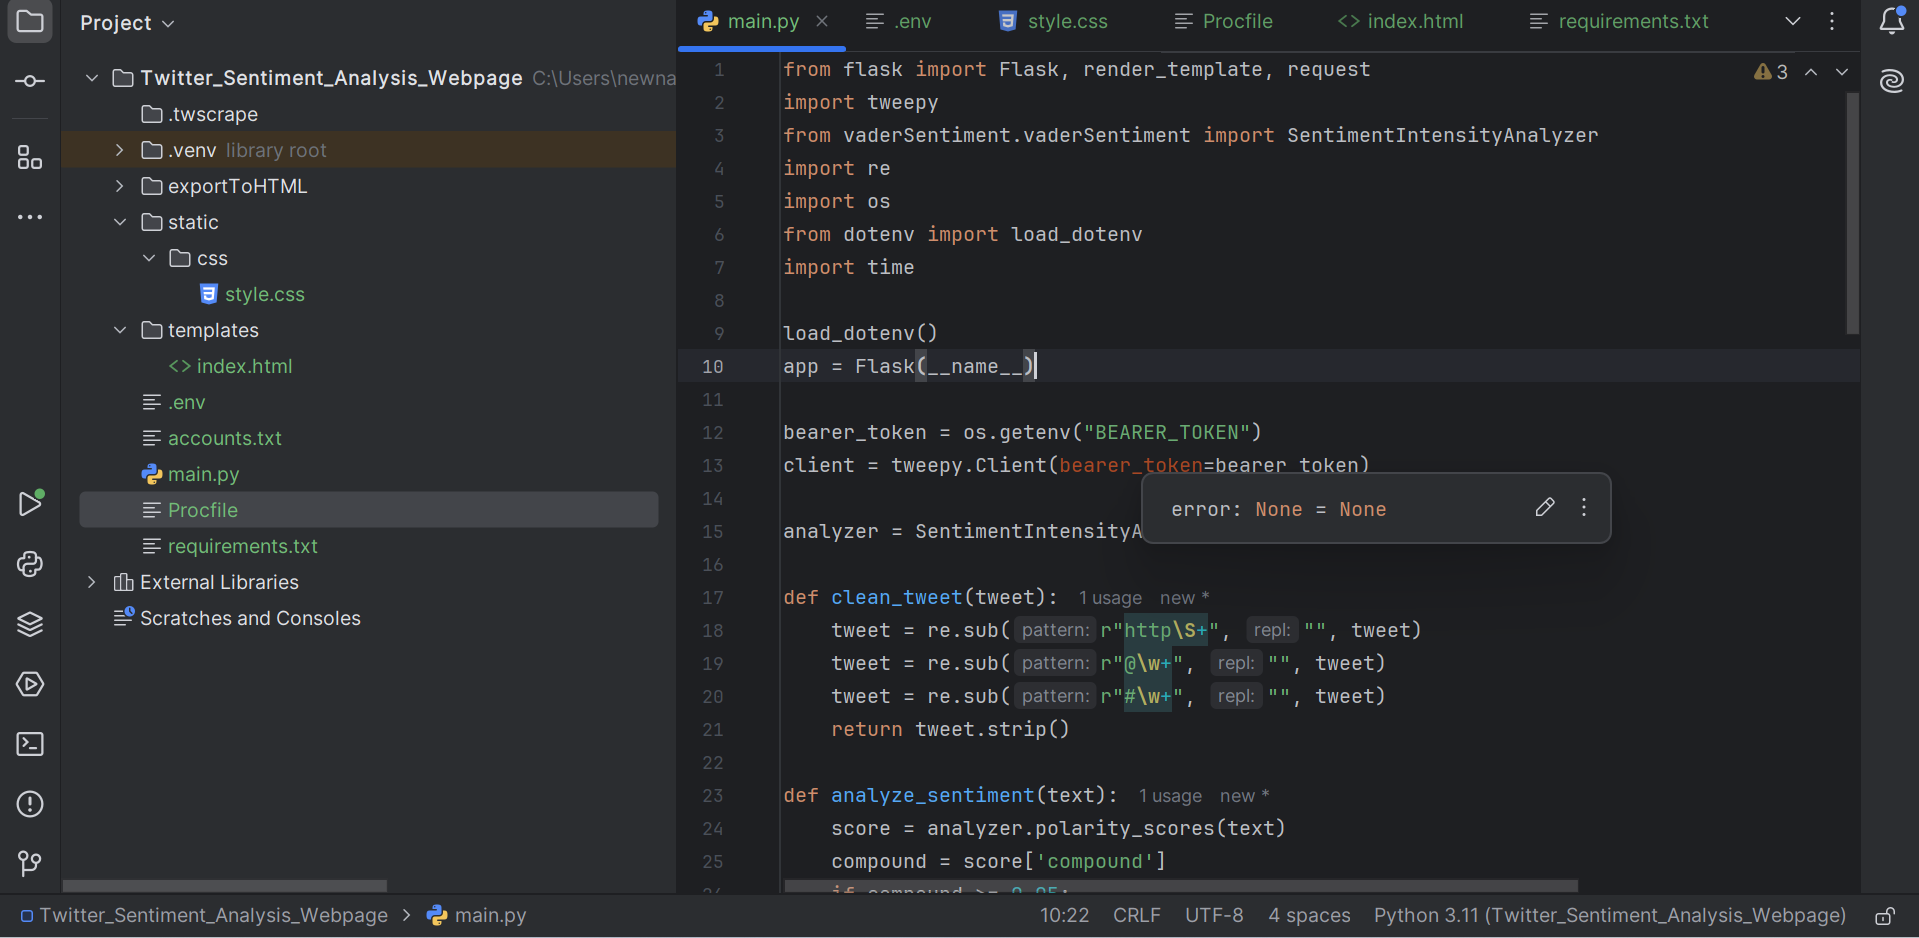 Project
main.py
.env
style.css
Procfile
index.html
requirements.txt
Twitter_Sentiment_Analysis_Webpage C:\Users\newna
.twscrape
.venv library root
exportToHTML
static
css
style.css
templates
index.html
.env
accounts.txt
main.py
Procfile
requirements.txt
External Libraries
Scratches and Consoles
3
1 from flask import Flask, render_template, request
2 import tweepy
3 from vaderSentiment.vaderSentiment import SentimentIntensityAnalyzer
4 import re
5 import os
6 from dotenv import load_dotenv
7 import time
8
9 load_dotenv()
10 app = Flask(__name__)
11
12 bearer_token = os.getenv("BEARER_TOKEN")
13 client = tweepy.Client(bearer_token=bearer_token)
14
error: None = None
15 analyzer = SentimentIntensityA
16
17 def clean_tweet(tweet): 1 usage new *
18 tweet = re.sub( pattern: r"http\S+", repl: "", tweet)
19 tweet = re.sub( pattern: r"@\w+", repl: "", tweet)
20 tweet = re.sub( pattern: r"#\w+", repl: "", tweet)
21 return tweet.strip()
22
23 def analyze_sentiment(text): 1 usage new *
24 score = analyzer.polarity_scores(text)
25 compound = score['compound']
26 if compound >= 0.05:
Twitter_Sentiment_Analysis_Webpage > main.py
10:22 CRLF UTF-8 4 spaces Python 3.11 (Twitter_Sentiment_Analysis_Webpage)